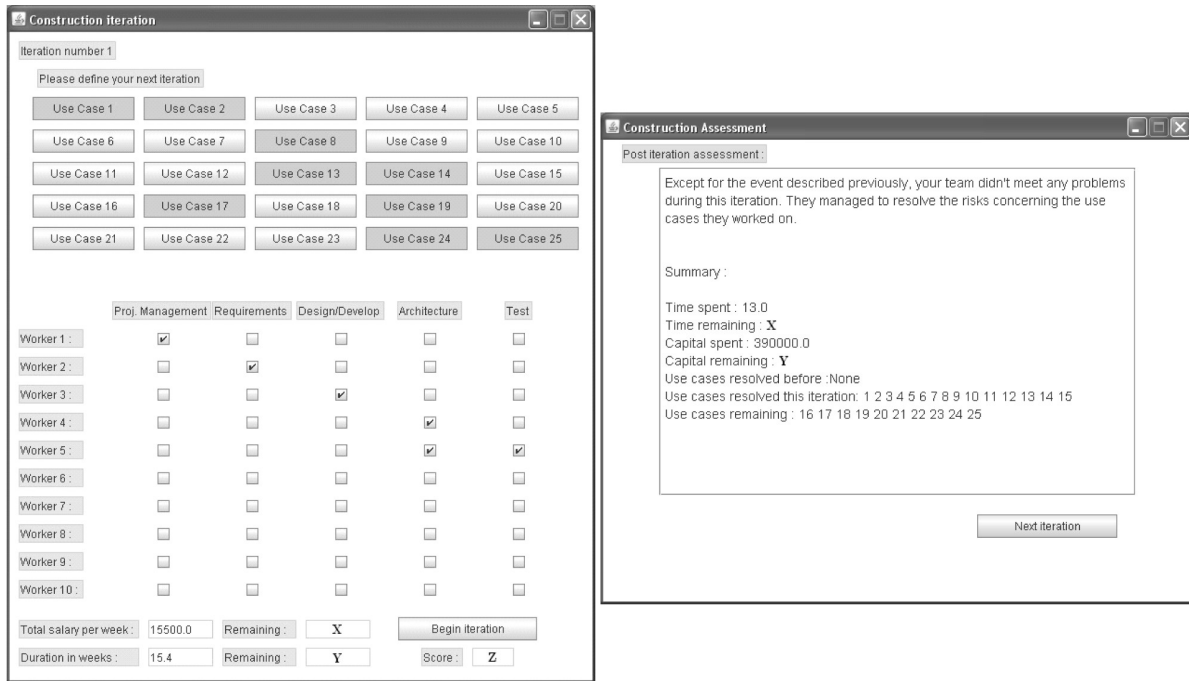 Construction iteration
Iteration number 1
Please define your next iteration
Use Case 1 Use Case 2 Use Case 3 Use Case 4 Use Case 5
Use Case 6 Use Case 7 Use Case 8 Use Case 9 Use Case 10
Use Case 11 Use Case 12 Use Case 13 Use Case 14 Use Case 15
Use Case 16 Use Case 17 Use Case 18 Use Case 19 Use Case 20
Use Case 21 Use Case 22 Use Case 23 Use Case 24 Use Case 25
Proj. Management Requirements Design/Develop Architecture Test
Worker 1 :
Worker 2 :
Worker 3 :
Worker 4 :
Worker 5 :
Worker 6 :
Worker 7 :
Worker 8 :
Worker 9 :
Worker 10 :
Total salary per week : 15500.0 Remaining : X Begin iteration
Duration in weeks : 15.4 Remaining : Y Score : Z
Construction Assessment
Post iteration assessment :
Except for the event described previously, your team didn't meet any problems
during this iteration. They managed to resolve the risks concerning the use
cases they worked on.
Summary :
Time spent : 13.0
Time remaining : X
Capital spent : 390000.0
Capital remaining : Y
Use cases resolved before :None
Use cases resolved this iteration: 1 2 3 4 5 6 7 8 9 10 11 12 13 14 15
Use cases remaining : 16 17 18 19 20 21 22 23 24 25
Next iteration